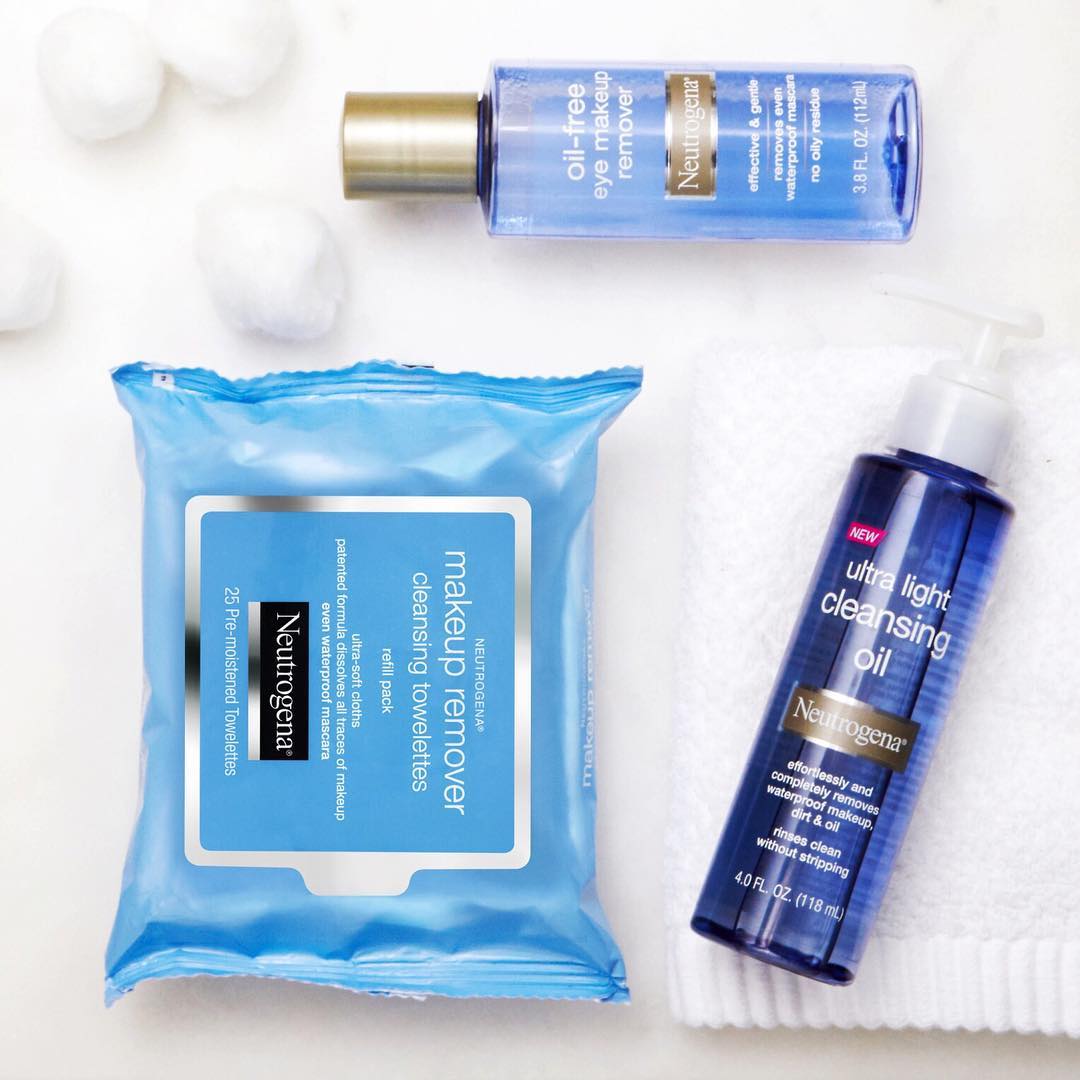 oil-free
eye makeup
remover
Neutrogena®
effective & gentle
removes even
waterproof mascara
no oily residue
3.8 FL. OZ. (112mL)
NEUTROGENA®
makeup remover
cleansing towelettes
refill pack
ultra-soft cloths
patented formula dissolves all traces of makeup
even waterproof mascara
Neutrogena®
25 Pre-moistened Towelettes
makeup remover
NEW
ultra light
cleansing
oil
Neutrogena®
effortlessly and
completely removes
waterproof makeup,
dirt & oil
rinses clean
without stripping
4.0 FL. OZ. (118 mL)